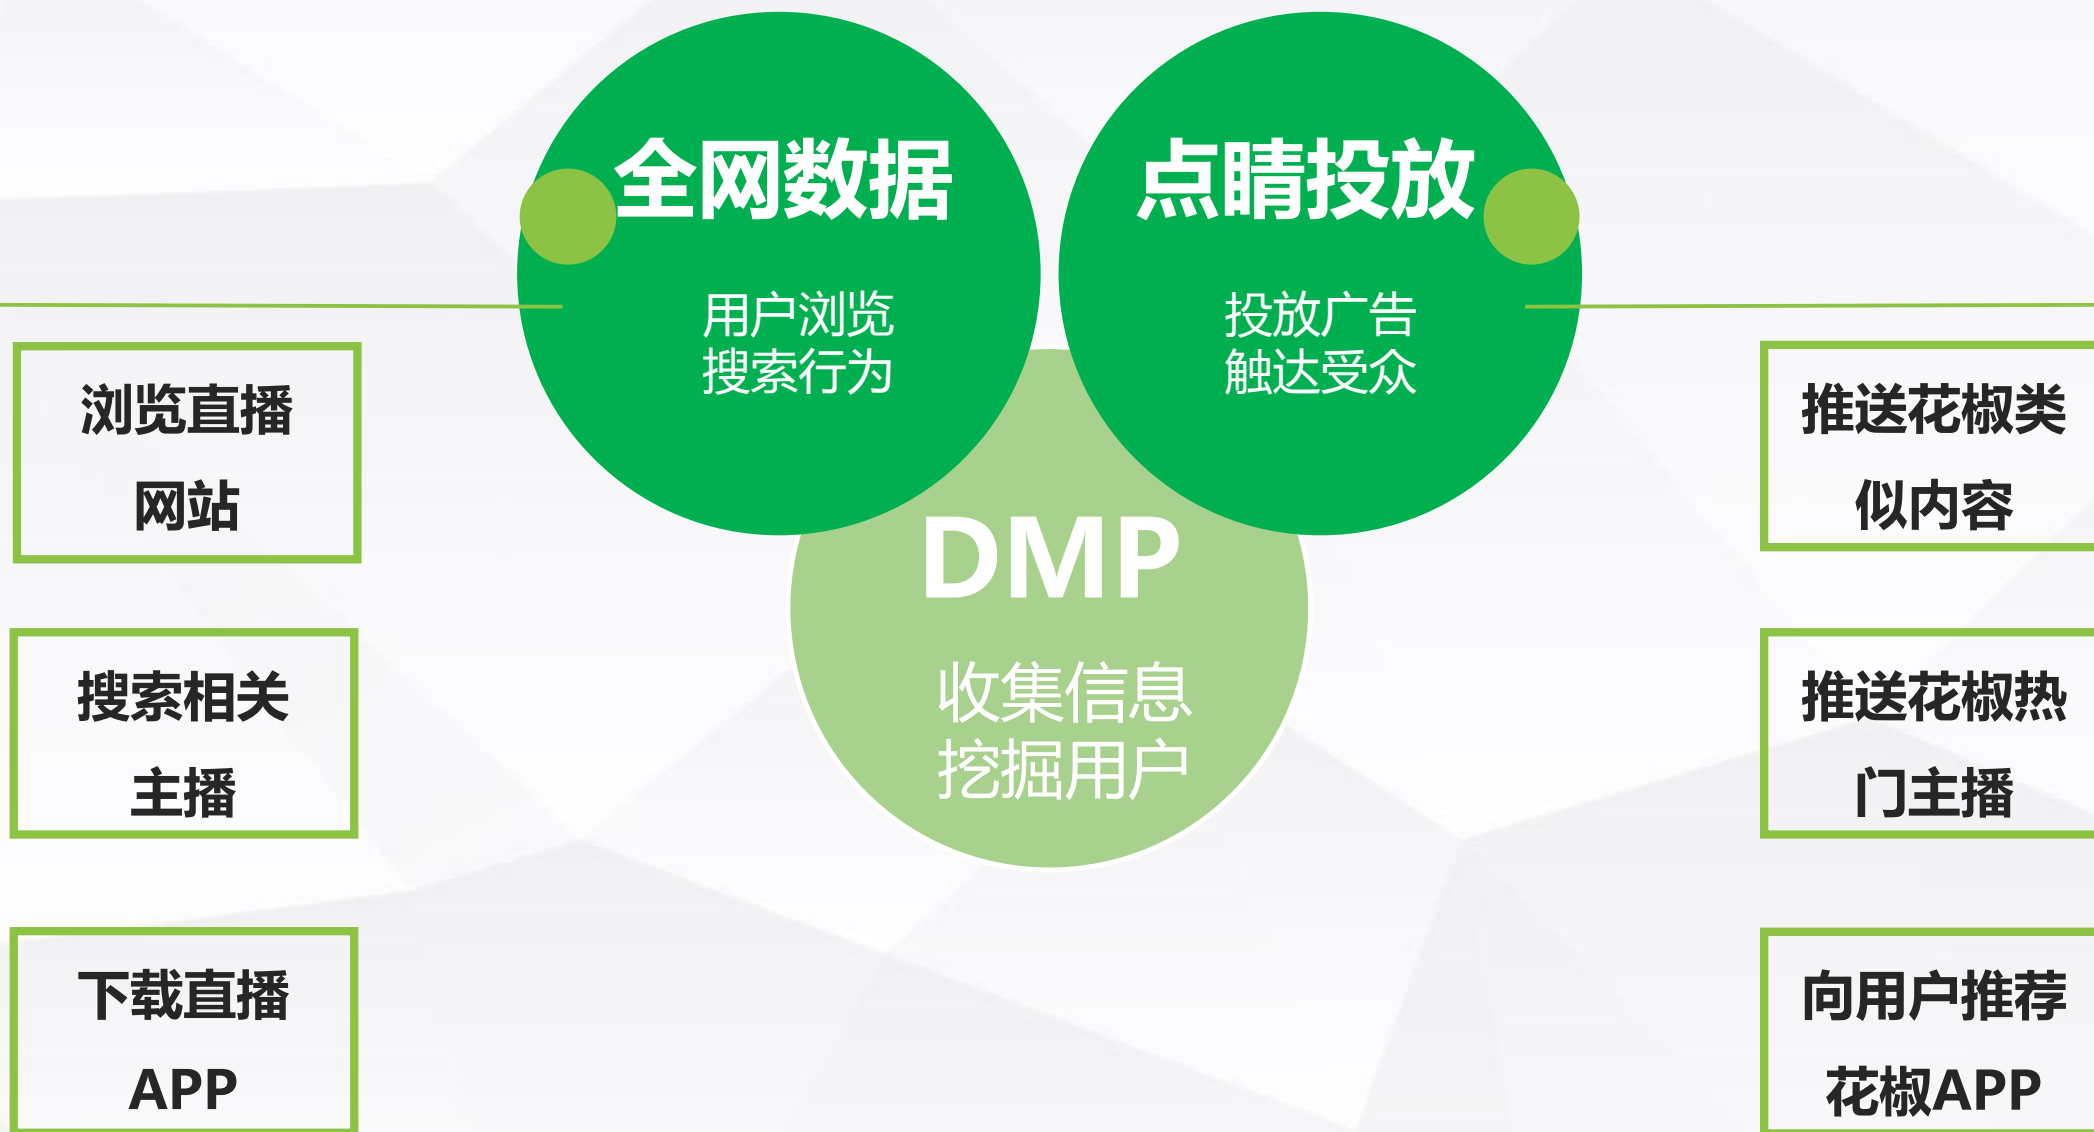 全网数据
用户浏览
搜索行为
点睛投放
投放广告
触达受众
DMP
收集信息
挖掘用户
浏览直播
网站
搜索相关
主播
下载直播
APP
推送花椒类
似内容
推送花椒热
门主播
向用户推荐
花椒APP